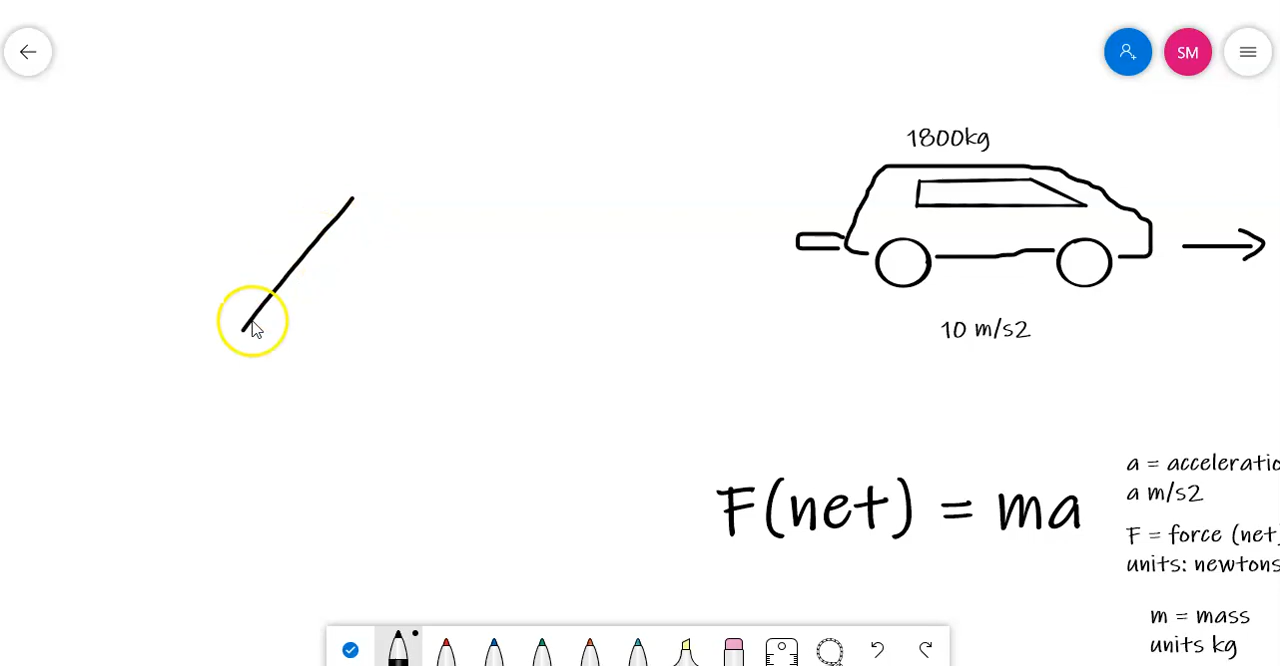 SM
1800kg
10 m/s2
F(net) = ma
a = acceleratio
a m/s2
F = force (net)
units: newtons
m = mass
units kg